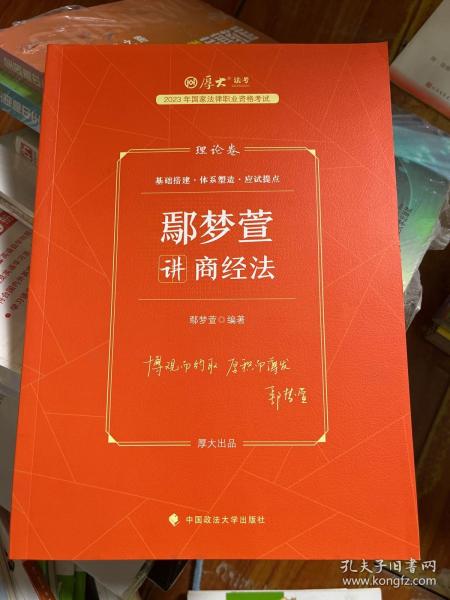 厚大®法考
2023年国家法律职业资格考试
理论卷
基础搭建·体系塑造·应试提点
鄢梦萱
讲 商经法
鄢梦萱◎编著
博观而约取 厚积而薄发
鄢梦萱
厚大出品
中国政法大学出版社
孔夫子旧书网
www.kongfz.com